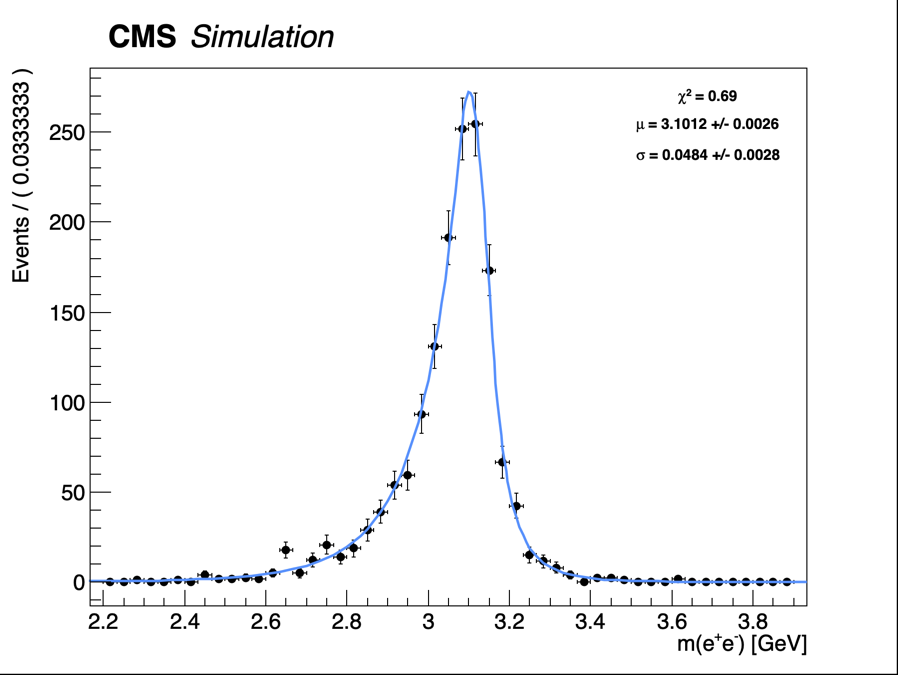 CMS Simulation
Events / ( 0.0333333 )
χ² = 0.69
μ = 3.1012 +/- 0.0026
σ = 0.0484 +/- 0.0028
250
200
150
100
50
0
2.2 2.4 2.6 2.8 3 3.2 3.4 3.6 3.8
m(e⁺e⁻) [GeV]